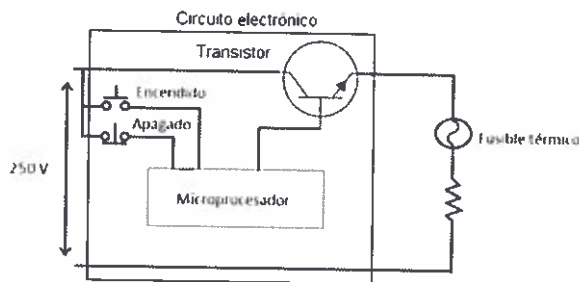 Circuito electrónico
Transistor
Encendido
Apagado
250 V
Fusible térmico
Microprocesador